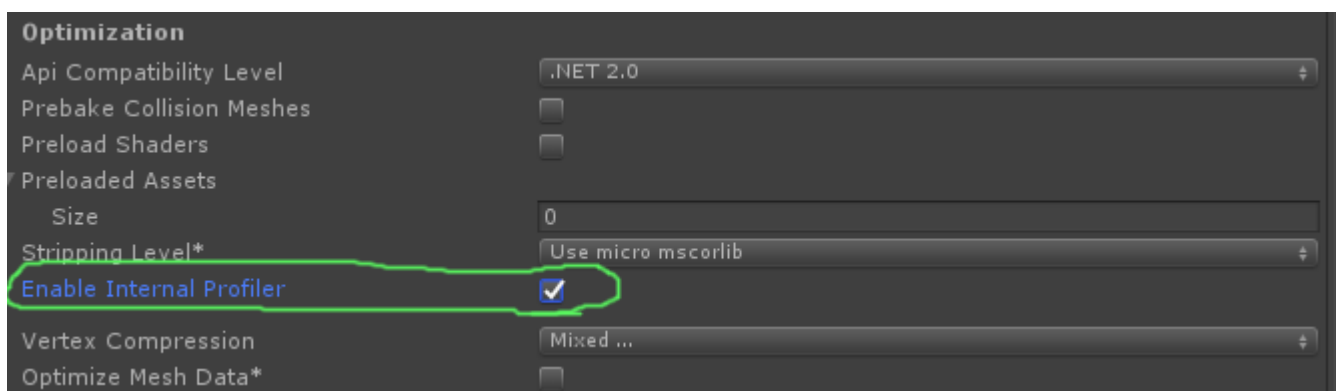 Optimization
Api Compatibility Level .NET 2.0
Prebake Collision Meshes
Preload Shaders
Preloaded Assets
Size 0
Stripping Level* Use micro mscorlib
Enable Internal Profiler
Vertex Compression Mixed ...
Optimize Mesh Data*